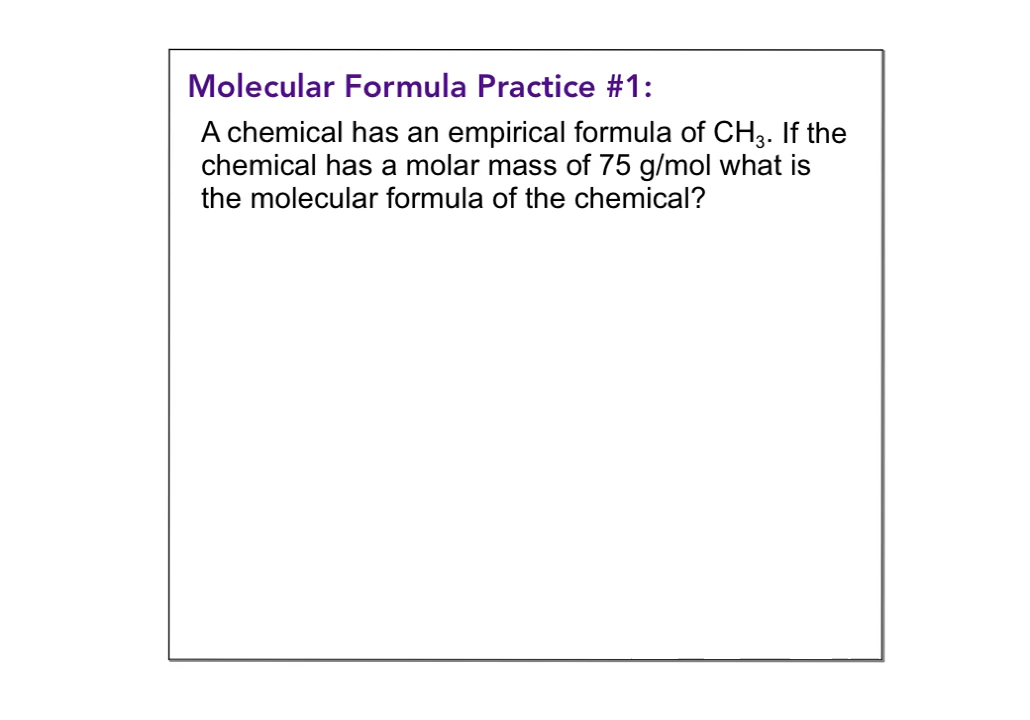 Molecular Formula Practice #1:
A chemical has an empirical formula of CH₃. If the
chemical has a molar mass of 75 g/mol what is
the molecular formula of the chemical?